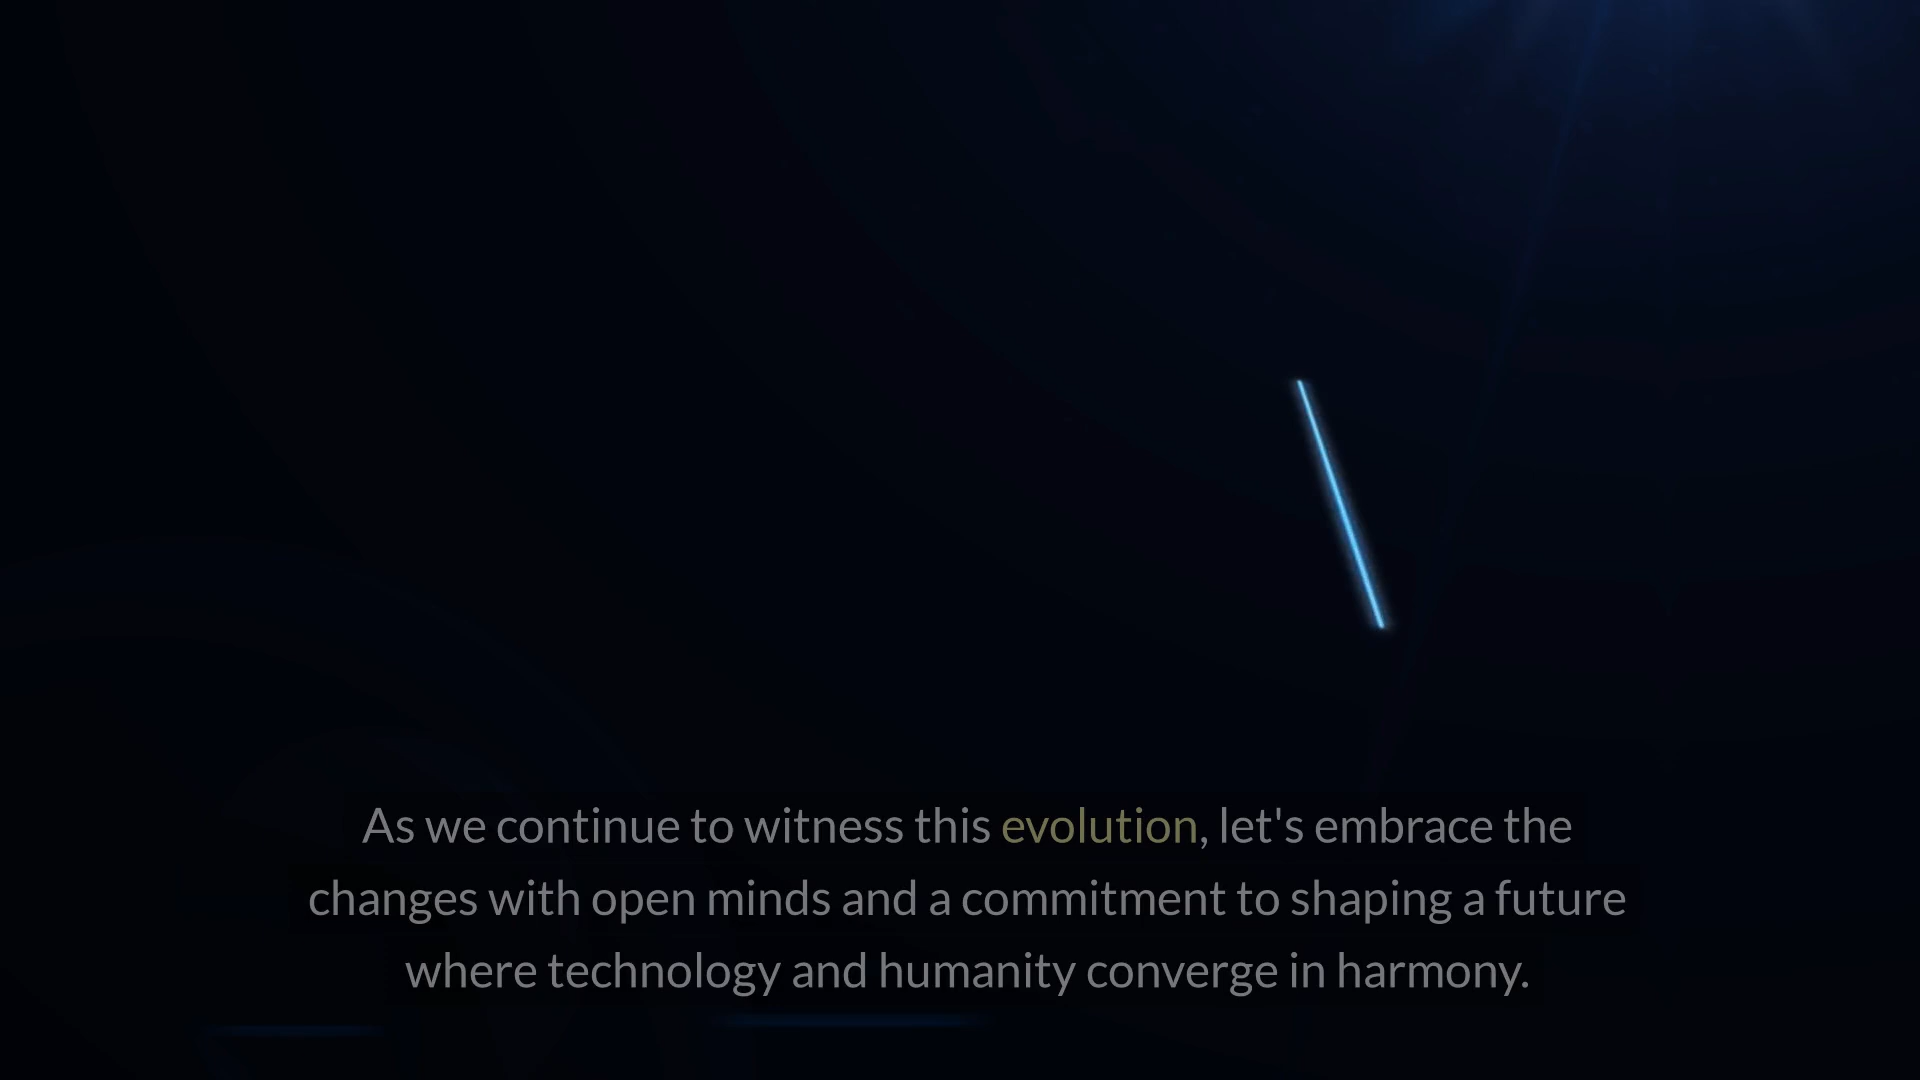 As we continue to witness this evolution, let's embrace the
changes with open minds and a commitment to shaping a future
where technology and humanity converge in harmony.